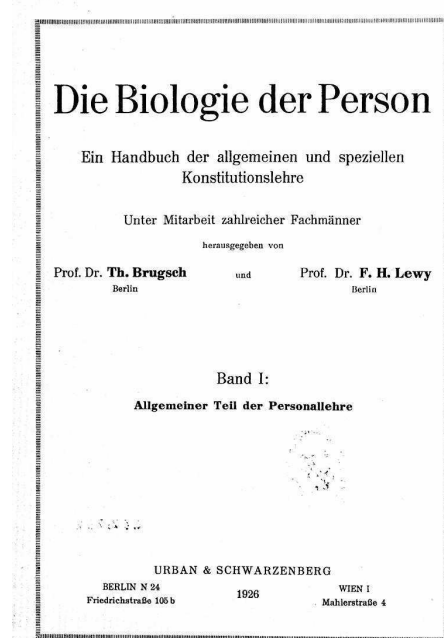 Die Biologie der Person
Ein Handbuch der allgemeinen und speziellen
Konstitutionslehre
Unter Mitarbeit zahlreicher Fachmänner
herausgegeben von
Prof. Dr. Th. Brugsch und Prof. Dr. F. H. Lewy
Berlin Berlin
Band I:
Allgemeiner Teil der Personallehre
URBAN & SCHWARZENBERG
BERLIN N 24 WIEN I
Friedrichstraße 105 b 1926 Mahlerstraße 4